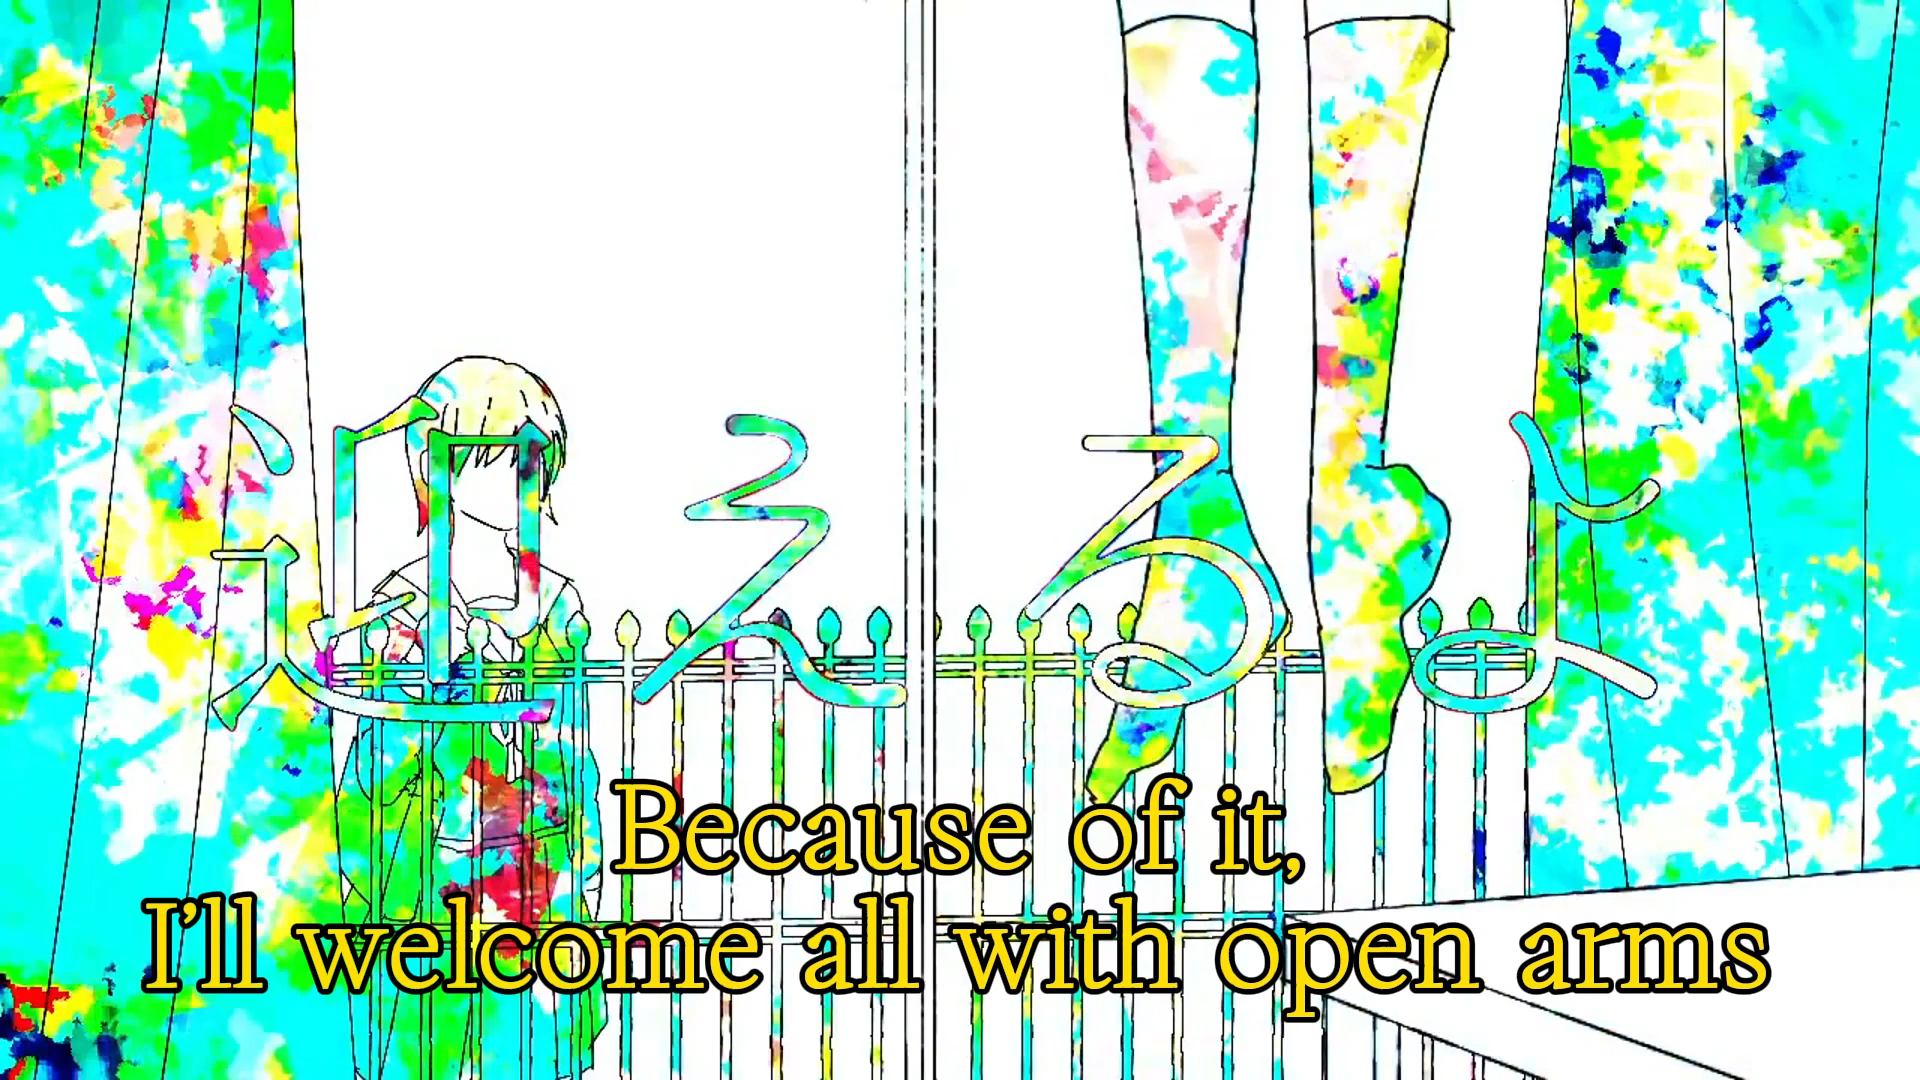 迎えるよ
Because of it,
I'll welcome all with open arms